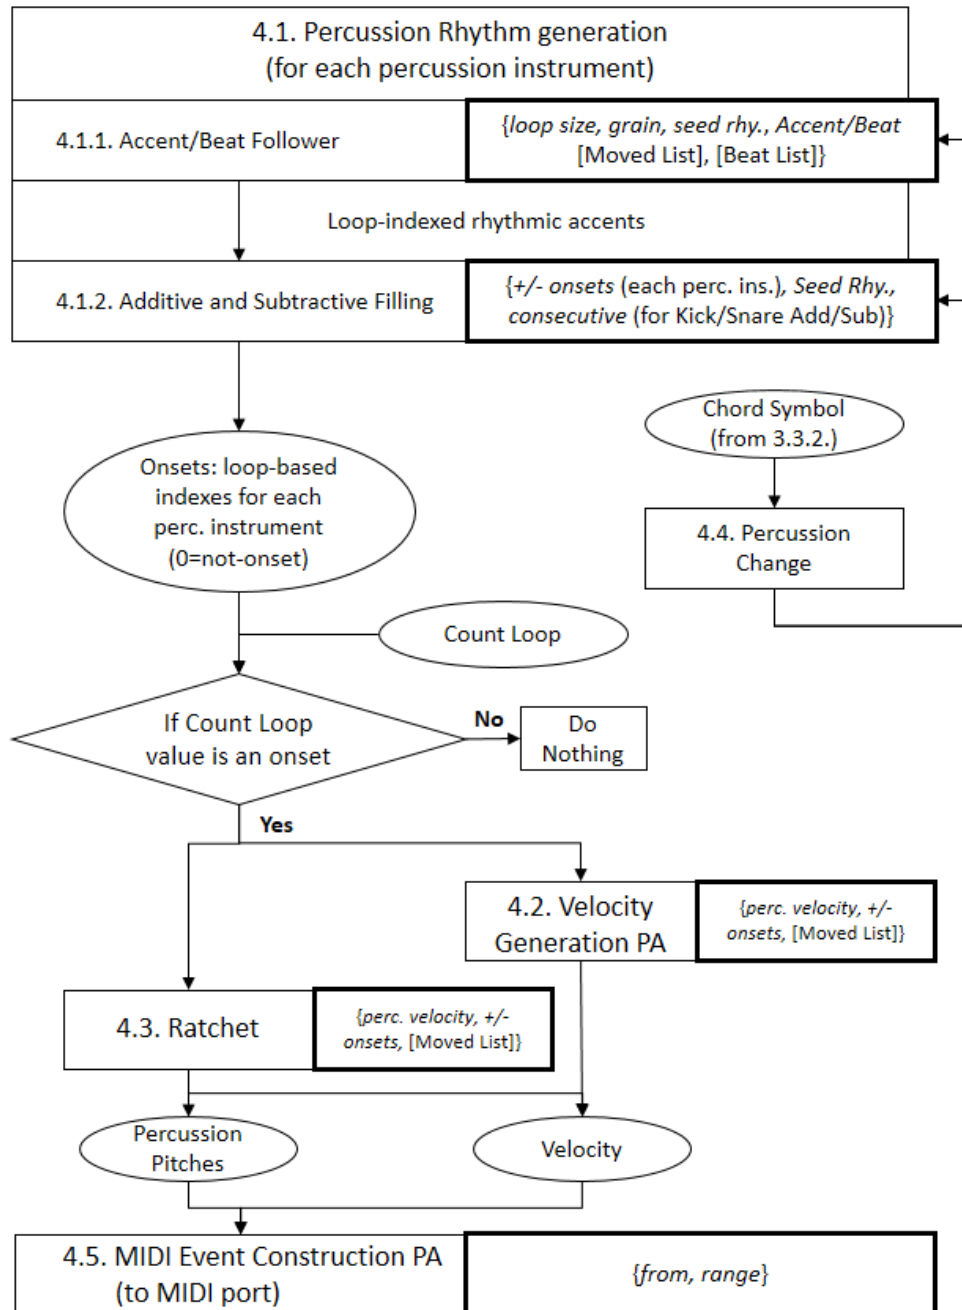 4.1. Percussion Rhythm generation
(for each percussion instrument)
4.1.1. Accent/Beat Follower
{loop size, grain, seed rhy., Accent/Beat
[Moved List], [Beat List]}
Loop-indexed rhythmic accents
4.1.2. Additive and Subtractive Filling
{+/- onsets (each perc. ins.), Seed Rhy.,
consecutive (for Kick/Snare Add/Sub)}
Chord Symbol
(from 3.3.2.)
Onsets: loop-based
indexes for each
perc. instrument
(0=not-onset)
4.4. Percussion
Change
Count Loop
If Count Loop
value is an onset
No
Do
Nothing
Yes
4.2. Velocity
Generation PA
{perc. velocity, +/-
onsets, [Moved List]}
4.3. Ratchet
{perc. velocity, +/-
onsets, [Moved List]}
Percussion
Pitches
Velocity
4.5. MIDI Event Construction PA
(to MIDI port)
{from, range}